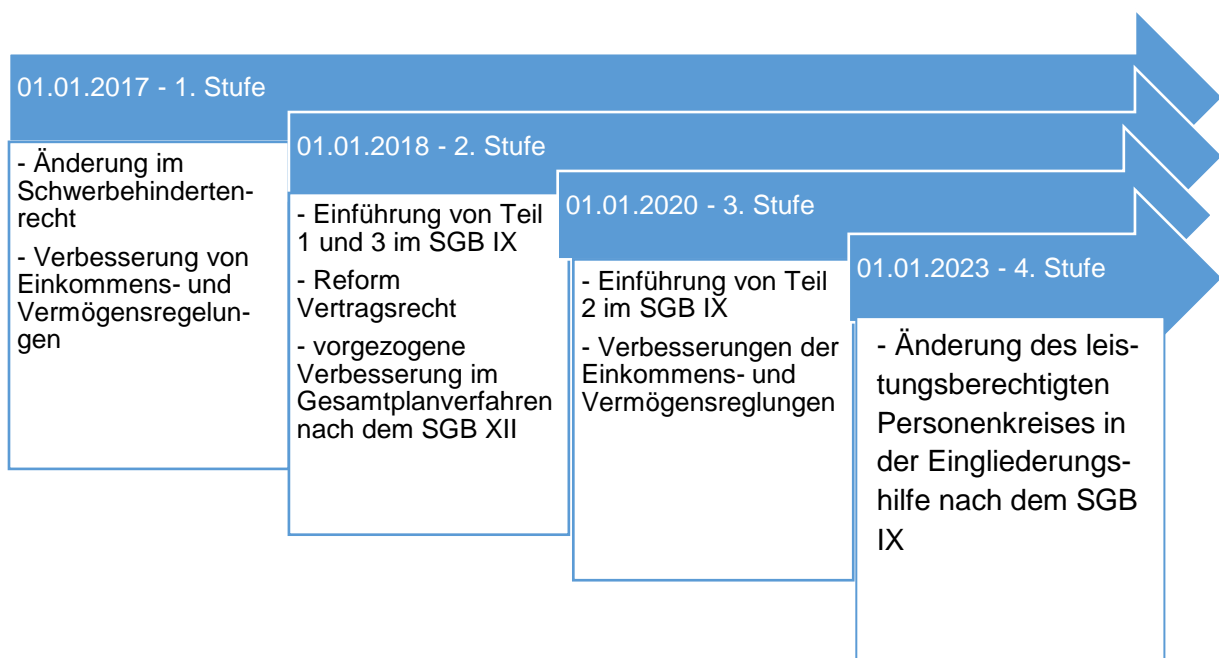 01.01.2017 - 1. Stufe
- Änderung im
Schwerbehinderten-
recht
- Verbesserung von
Einkommens- und
Vermögensregelun-
gen
01.01.2018 - 2. Stufe
- Einführung von Teil
1 und 3 im SGB IX
- Reform
Vertragsrecht
- vorgezogene
Verbesserung im
Gesamtplanverfahren
nach dem SGB XII
01.01.2020 - 3. Stufe
- Einführung von Teil
2 im SGB IX
- Verbesserungen der
Einkommens- und
Vermögensreglungen
01.01.2023 - 4. Stufe
- Änderung des leis-
tungsberechtigten
Personenkreises in
der Eingliederungs-
hilfe nach dem SGB
IX